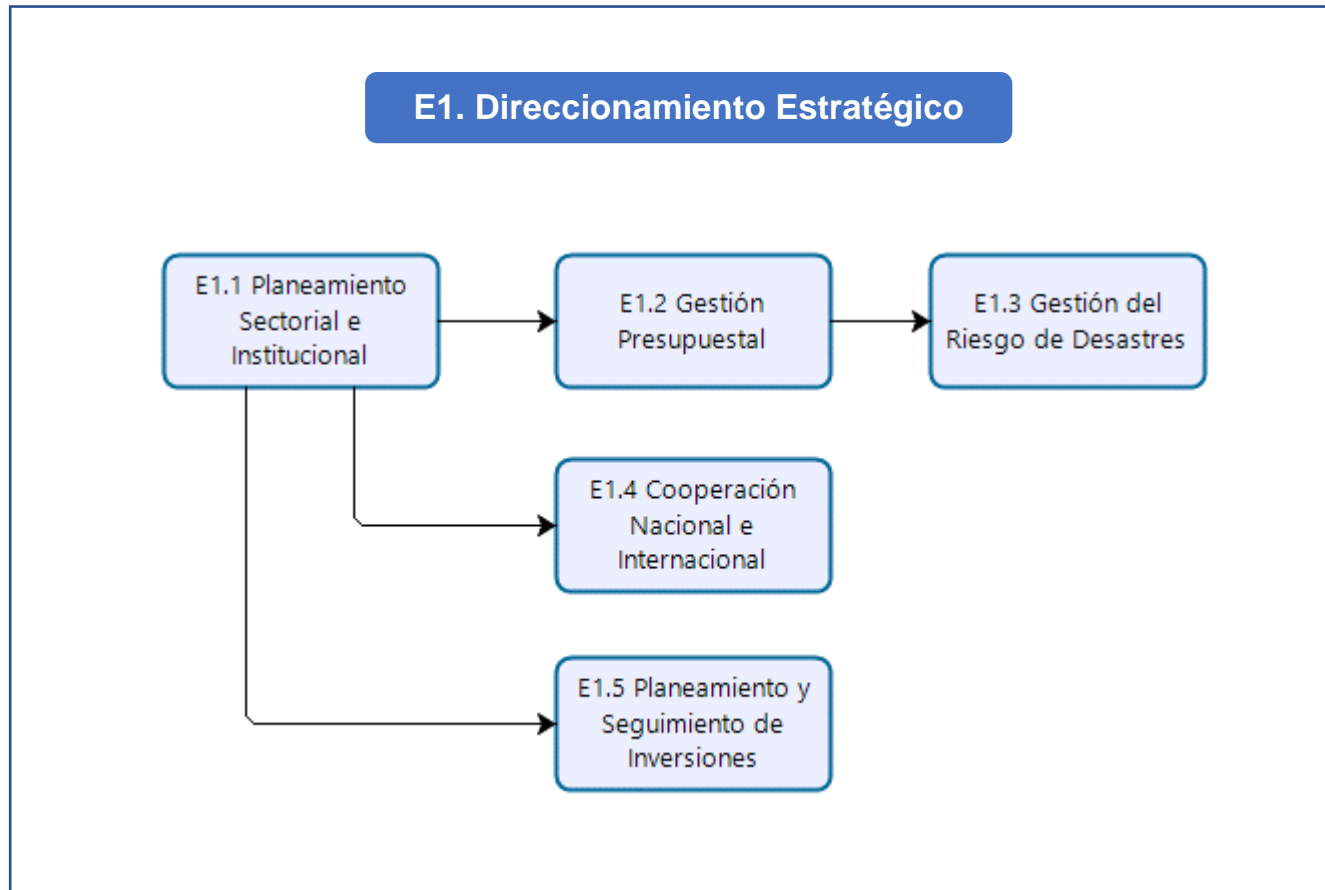 E1. Direccionamiento Estratégico
E1.1 Planeamiento
Sectorial e
Institucional
E1.2 Gestión
Presupuestal
E1.3 Gestión del
Riesgo de Desastres
E1.4 Cooperación
Nacional e
Internacional
E1.5 Planeamiento y
Seguimiento de
Inversiones